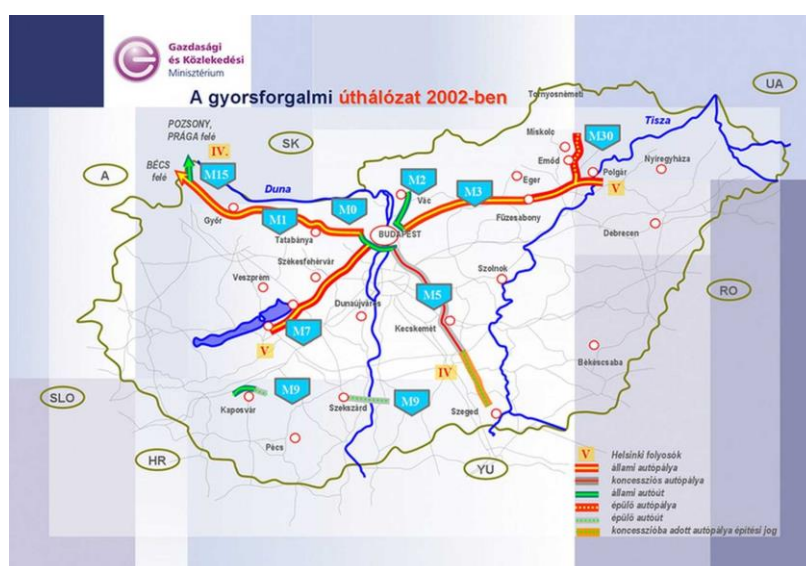 Gazdasági
és Közlekedési
Minisztérium
A gyorsforgalmi úthálózat 2002-ben
UA
Tornyosnémeti
POZSONY,
PRÁGA felé
IV.
SK
Miskolc
M30
Tisza
BÉCS
felé
A
M15
Emőd
Polgár
Nyíregyháza
Duna
M2
M3
Eger
V
Győr
M1
M0
Vác
Füzesabony
Tatabánya
BUDAPEST
Debrecen
Székesfehérvár
Veszprém
Szolnok
M5
RO
Dunaújváros
M7
Kecskemét
V
Békéscsaba
IV
SLO
M9
M9
Kaposvár
Szekszárd
Szeged
Pécs
HR
YU
V Helsinki folyosók
állami autópálya
koncessziós autópálya
állami autóút
épülő autópálya
épülő autóút
koncesszióba adott autópálya építési jog